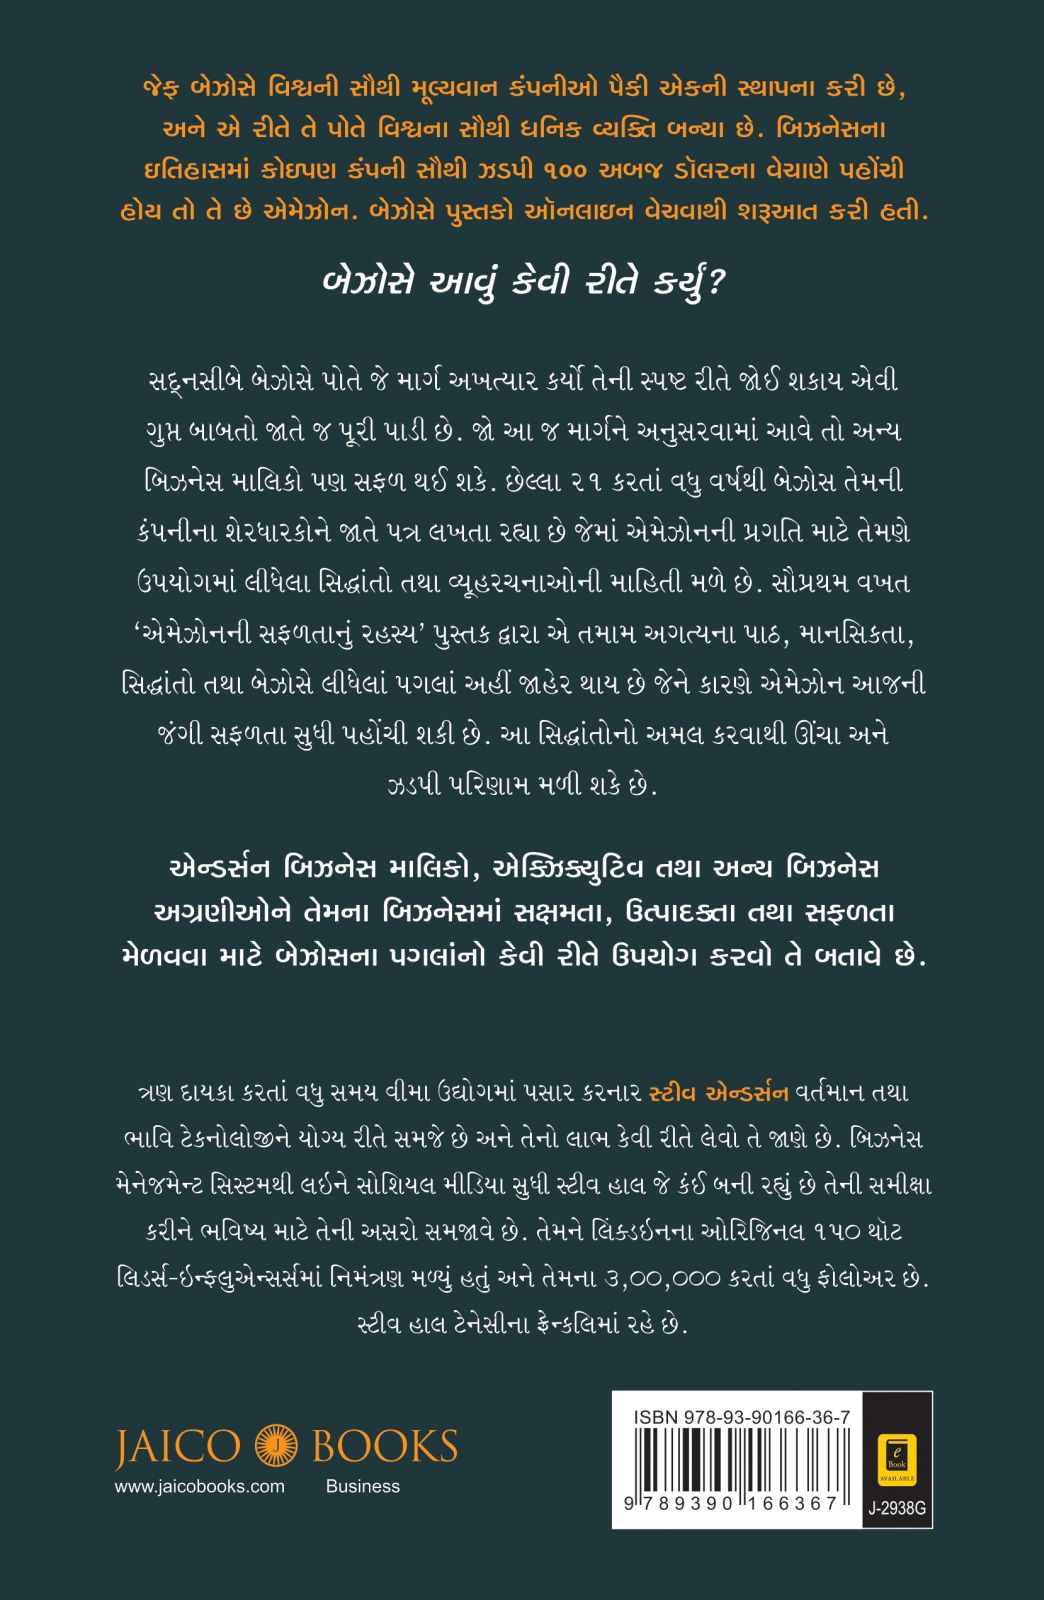 જેફ બેઝોસે વિશ્વની સૌથી મૂલ્યવાન કંપનીઓ પૈકી એકની સ્થાપના કરી છે,
અને એ રીતે તે પોતે વિશ્વના સૌથી ધનિક વ્યક્તિ બન્યા છે. બિઝનેસના
ઇતિહાસમાં કોઇપણ કંપની સૌથી ઝડપી ૧૦૦ અબજ ડૉલરના વેચાણે પહોંચી
હોય તો તે છે એમેઝોન. બેઝોસે પુસ્તકો ઑનલાઇન વેચવાથી શરૂઆત કરી હતી.
બેઝોસે આવું કેવી રીતે કર્યું?
સદ્‌નસીબે બેઝોસે પોતે જે માર્ગ અખત્યાર કર્યો તેની સ્પષ્ટ રીતે જોઈ શકાય એવી
ગુપ્ત બાબતો જાતે જ પૂરી પાડી છે. જો આ જ માર્ગને અનુસરવામાં આવે તો અન્ય
બિઝનેસ માલિકો પણ સફળ થઈ શકે. છેલ્લા ૨૧ કરતાં વધુ વર્ષથી બેઝોસ તેમની
કંપનીના શેરધારકોને જાતે પત્ર લખતા રહ્યા છે જેમાં એમેઝોનની પ્રગતિ માટે તેમણે
ઉપયોગમાં લીધેલા સિદ્ધાંતો તથા વ્યૂહરચનાઓની માહિતી મળે છે. સૌપ્રથમ વખત
‘એમેઝોનની સફળતાનું રહસ્ય’ પુસ્તક દ્વારા એ તમામ અગત્યના પાઠ, માનસિકતા,
સિદ્ધાંતો તથા બેઝોસે લીધેલાં પગલાં અહીં જાહેર થાય છે જેને કારણે એમેઝોન આજની
જંગી સફળતા સુધી પહોંચી શકી છે. આ સિદ્ધાંતોનો અમલ કરવાથી ઊંચા અને
ઝડપી પરિણામ મળી શકે છે.
એન્ડર્સન બિઝનેસ માલિકો, એક્ઝિક્યુટિવ તથા અન્ય બિઝનેસ
અગ્રણીઓને તેમના બિઝનેસમાં સક્ષમતા, ઉત્પાદક્તા તથા સફળતા
મેળવવા માટે બેઝોસના પગલાંનો કેવી રીતે ઉપયોગ કરવો તે બતાવે છે.
ત્રણ દાયકા કરતાં વધુ સમય વીમા ઉદ્યોગમાં પસાર કરનાર સ્ટીવ એન્ડર્સન વર્તમાન તથા
ભાવિ ટેકનોલોજીને યોગ્ય રીતે સમજે છે અને તેનો લાભ કેવી રીતે લેવો તે જાણે છે. બિઝનેસ
મેનેજમેન્ટ સિસ્ટમથી લઇને સોશિયલ મીડિયા સુધી સ્ટીવ હાલ જે કંઈ બની રહ્યું છે તેની સમીક્ષા
કરીને ભવિષ્ય માટે તેની અસરો સમજાવે છે. તેમને લિંક્ડઇનના ઓરિજિનલ ૧૫૦ થૉટ
લિડર્સ-ઇન્ફ્લુએન્સર્સમાં નિમંત્રણ મળ્યું હતું અને તેમના ૩,૦૦,૦૦૦ કરતાં વધુ ફોલોઅર છે.
સ્ટીવ હાલ ટેનેસીના ફ્રેન્કલિમાં રહે છે.
JAICO J BOOKS
www.jaicobooks.com Business
ISBN 978-93-90166-36-7
9 789390 166367
e
Book
AVAILABLE
J-2938G